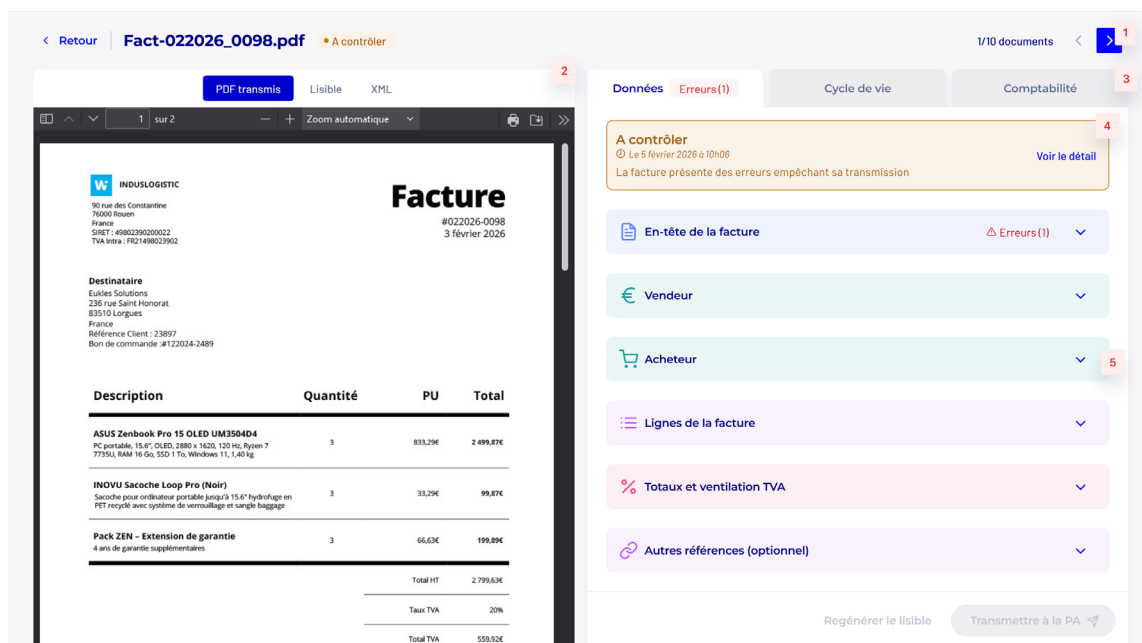 Retour
Fact-022026_0098.pdf
A contrôler
1/10 documents
1
2
3
PDF transmis
Lisible
XML
1 sur 2
Zoom automatique
INDUSLOGISTIC
90 rue des Constantine
76000 Rouen
France
SIRET : 49802390200022
TVA Intra : FR21498023902
Facture
#022026-0098
3 février 2026
Destinataire
Eukles Solutions
236 rue Saint Honorat
83510 Lorgues
France
Référence Client : 23897
Bon de commande :#122024-2489
Description Quantité PU Total
ASUS Zenbook Pro 15 OLED UM3504D4
PC portable, 15.6", OLED, 2880 x 1620, 120 Hz, Ryzen 7
7735U, RAM 16 Go, SSD 1 To, Windows 11, 1,40 kg
3 833,29€ 2 499,87€
INOVU Sacoche Loop Pro (Noir)
Sacoche pour ordinateur portable jusqu'à 15.6" hydrofuge en
PET recyclé avec système de verrouillage et sangle baggage
3 33,29€ 99,87€
Pack ZEN – Extension de garantie
4 ans de garantie supplémentaires
3 66,63€ 199,89€
Total HT 2 799,63€
Taux TVA 20%
Total TVA 559,92€
Données Erreurs (1)
Cycle de vie
Comptabilité
4
A contrôler
Le 5 février 2026 à 10h06
La facture présente des erreurs empêchant sa transmission
Voir le détail
En-tête de la facture
Erreurs (1)
Vendeur
Acheteur
5
Lignes de la facture
Totaux et ventilation TVA
Autres références (optionnel)
Regénérer le lisible
Transmettre à la PA